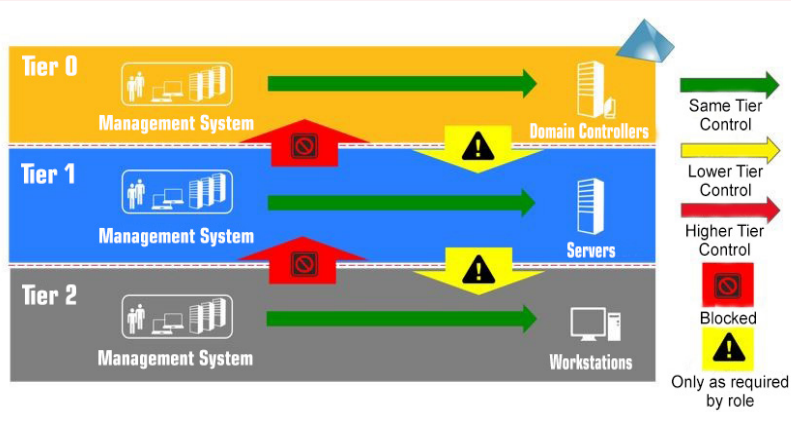 Tier 0
Management System
Domain Controllers
Tier 1
Management System
Servers
Tier 2
Management System
Workstations
Same Tier
Control
Lower Tier
Control
Higher Tier
Control
Blocked
Only as required
by role